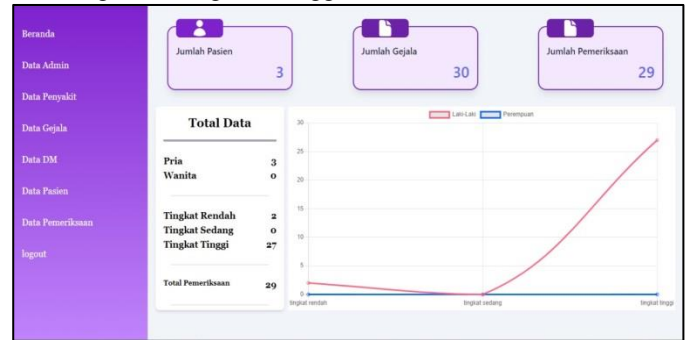 Beranda
Data Admin
Data Penyakit
Data Gejala
Data DM
Data Pasien
Data Pemeriksaan
logout
Jumlah Pasien
3
Jumlah Gejala
30
Jumlah Pemeriksaan
29
Total Data
Pria 3
Wanita 0
Tingkat Rendah 2
Tingkat Sedang 0
Tingkat Tinggi 27
Total Pemeriksaan 29
Laki-Laki Perempuan
30
25
20
15
10
5
0
tingkat rendah tingkat sedang tingkat tinggi